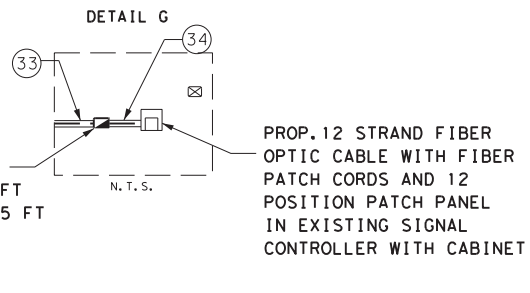 DETAIL G
34
33
PROP. 12 STRAND FIBER
OPTIC CABLE WITH FIBER
PATCH CORDS AND 12
POSITION PATCH PANEL
IN EXISTING SIGNAL
CONTROLLER WITH CABINET
N.T.S.
FT
5 FT